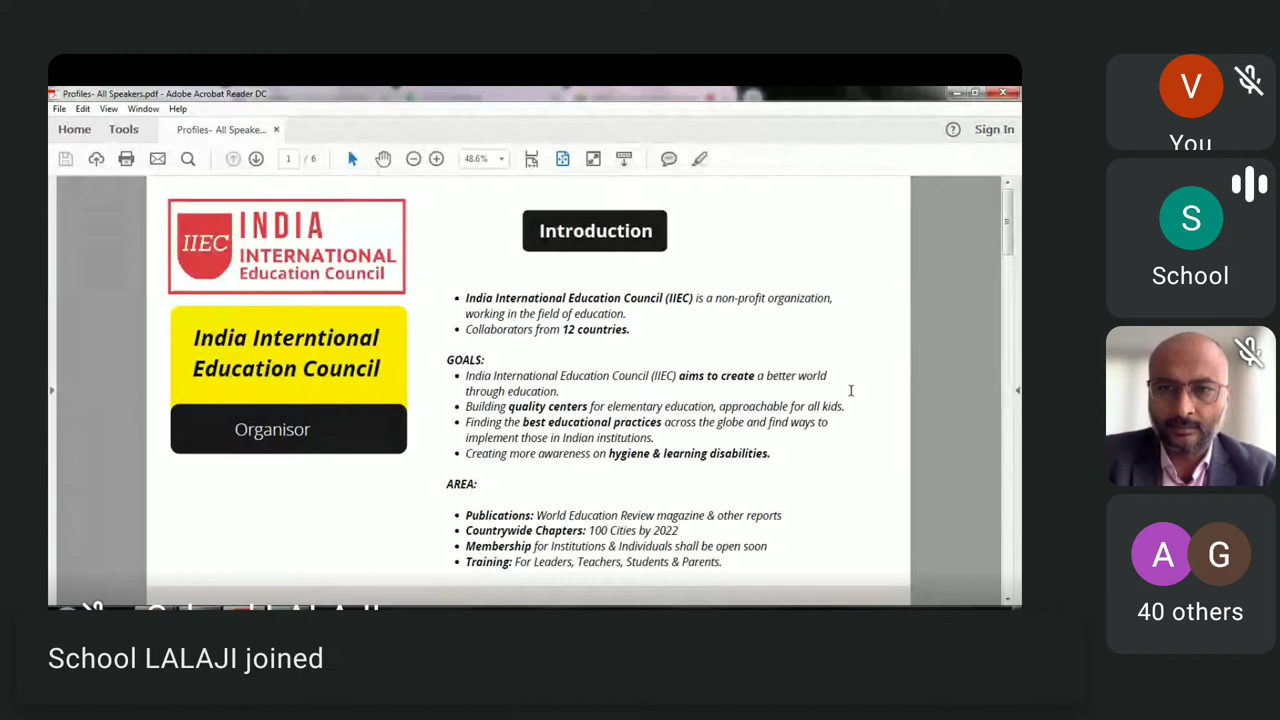 Profiles- All Speakers.pdf - Adobe Acrobat Reader DC
File Edit View Window Help
Home Tools Profiles- All Speake... × Sign In
1 / 6 48.6%
IIEC INDIA
INTERNATIONAL
Education Council
India Interntional
Education Council
Organisor
Introduction
• India International Education Council (IIEC) is a non-profit organization,
working in the field of education.
• Collaborators from 12 countries.
GOALS:
• India International Education Council (IIEC) aims to create a better world
through education.
• Building quality centers for elementary education, approachable for all kids.
• Finding the best educational practices across the globe and find ways to
implement those in Indian institutions.
• Creating more awareness on hygiene & learning disabilities.
AREA:
• Publications: World Education Review magazine & other reports
• Countrywide Chapters: 100 Cities by 2022
• Membership for Institutions & Individuals shall be open soon
• Training: For Leaders, Teachers, Students & Parents.
School LALAJI joined
V
You
S
School
A G
40 others